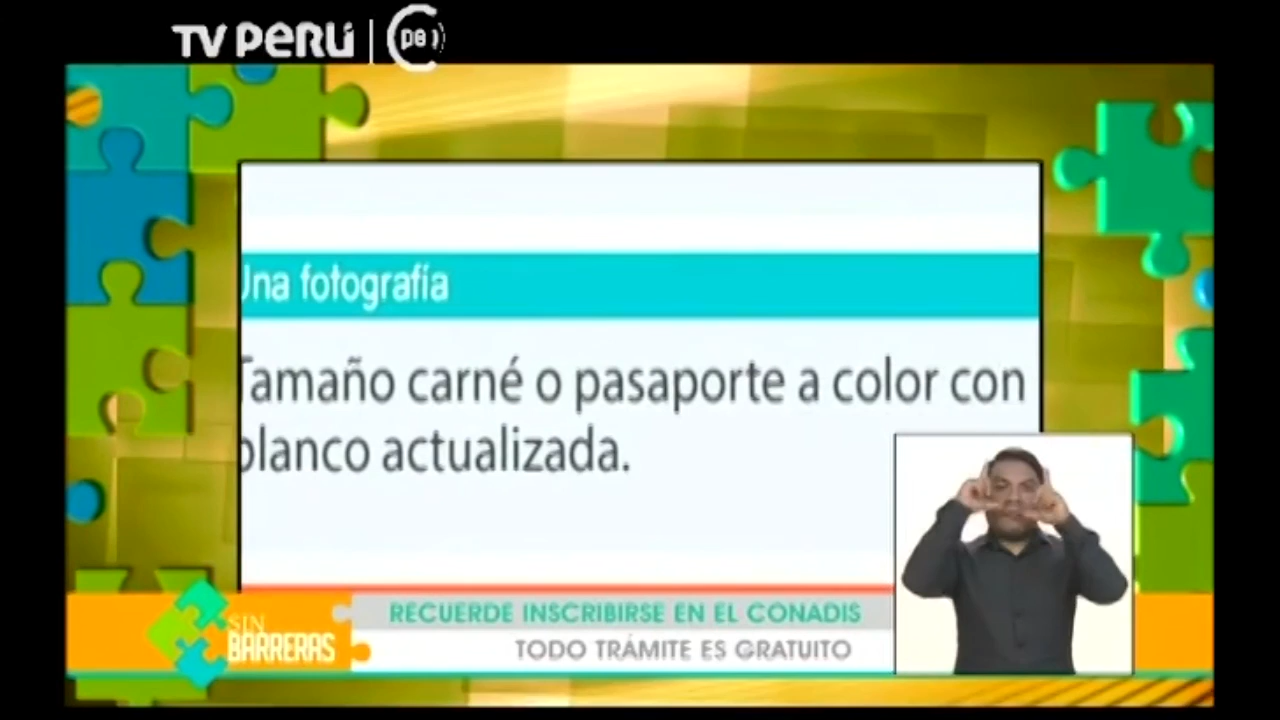 TV PERÚ
Una fotografía
Tamaño carné o pasaporte a color con
blanco actualizada.
SIN
BARRERAS
RECUERDE INSCRIBIRSE EN EL CONADIS
TODO TRÁMITE ES GRATUITO